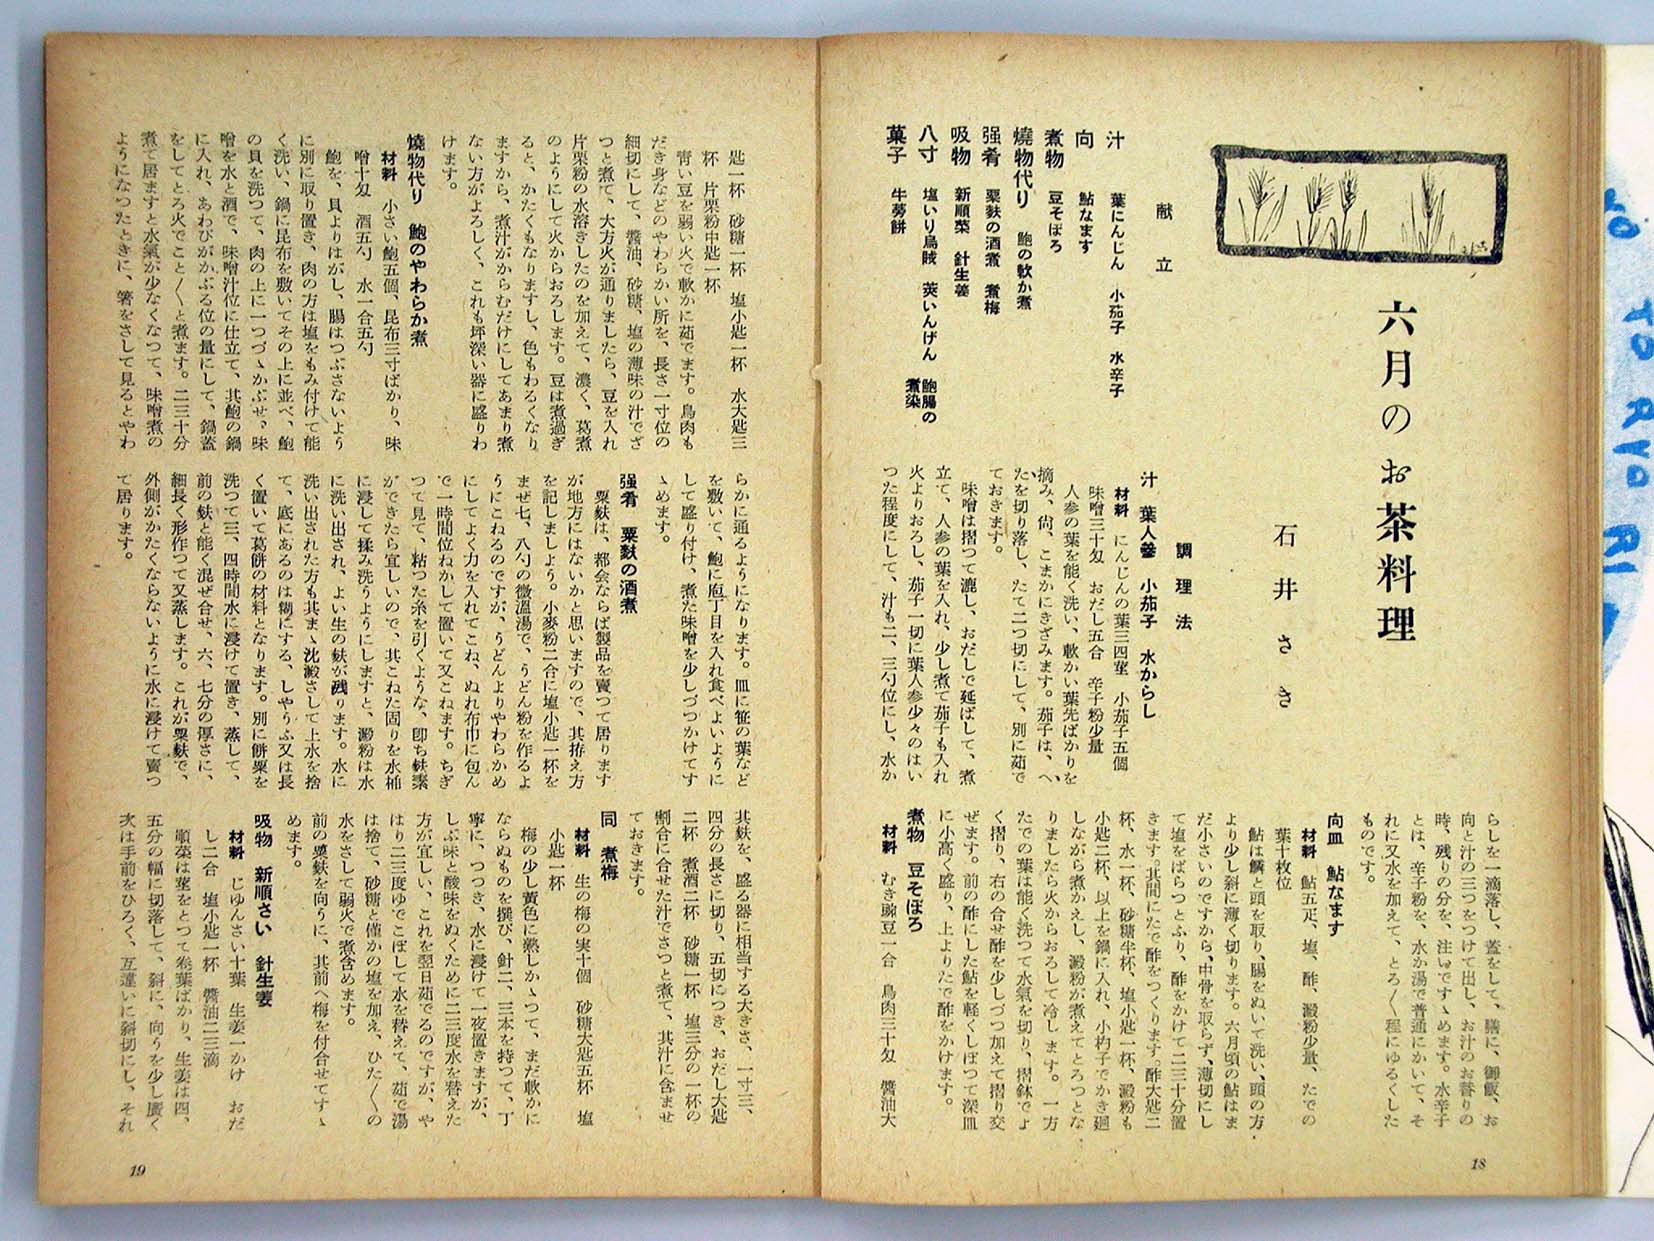 六月のお茶料理
石井さき
献立
汁 葉にんじん 小茄子 水辛子
向 鮎なます
煮物 豆そぼろ
燒物代り 鮑の軟か煮
强肴 粟麩の酒煮 煮梅
吸物 新順菜 針生姜
八寸 塩いり烏賊 莢いんげん 鮑腸の煮染
菓子 牛蒡餅
調理法
汁 葉人參 小茄子 水からし
材料 にんじんの葉三四莖 小茄子五個
味噌三十匁 おだし五合 辛子粉少量
人参の葉を能く洗い、軟かい葉先ばかりを
摘み、尙、こまかにきざみます。茄子は、へ
たを切り落し、たて二つ切にして、別に茹で
ておきます。
味噌は摺つて漉し、おだしで延ばして、煮
立て、人参の葉を入れ、少し煮て茄子も入れ
火よりおろし、茄子一切に葉人参少々のはい
つた程度にして、汁も二、三勺位にし、水か
らしを一滴落し、蓋をして、膳に、御飯、お
向と汁の三つをつけて出し、お汁のお替りの
時、残りの分を、注いですゝめます。水辛子
とは、辛子粉を、水か湯で普通にかいて、そ
れに又水を加えて、とろ〳〵程にゆるくした
ものです。
向皿 鮎なます
材料 鮎五疋、塩、酢、澱粉少量、たでの
葉十枚位
鮎は鱗と頭を取り、腸をぬいて洗い、頭の方
より少し斜に薄く切ります。六月頃の鮎はま
だ小さいのですから、中骨を取らず、薄切にし
て塩をぱらつとふり、酢をかけて二三十分置
きます。其間にたで酢をつくります。酢大匙二
杯、水一杯、砂糖半杯、塩小匙一杯、澱粉も
小匙二杯、以上を鍋に入れ、小杓子でかき廻
しながら煮かえし、澱粉が煮えてとろつとな
りましたら火からおろして冷します。一方
たでの葉は能く洗つて水氣を切り、摺鉢でよ
く摺り、右の合せ酢を少しづつ加えて摺り交
ぜます。前の酢にした鮎を軽くしぼつて深皿
に小高く盛り、上よりたで酢をかけます。
煮物 豆そぼろ
材料 むき豌豆一合 鳥肉三十匁 醬油大
18
匙一杯 砂糖一杯 塩小匙一杯 水大匙三
杯 片栗粉中匙一杯
靑い豆を弱い火で軟かに茹でます。鳥肉も
だき身などのやわらかい所を、長さ一寸位の
細切にして、醬油、砂糖、塩の薄味の汁でざ
つと煮て、大方火が通りましたら、豆を入れ
片栗粉の水溶きしたのを加えて、濃く、葛煮
のようにして火からおろします。豆は煮過ぎ
ると、かたくもなりますし、色もわるくなり
ますから、煮汁がからむだけにしてあまり煮
ない方がよろしく、これも坪深い器に盛りわ
けます。
燒物代り 鮑のやわらか煮
材料 小さい鮑五個、昆布三寸ばかり、味
噌十匁 酒五勺 水一合五勺
鮑を、貝よりはがし、腸はつぶさないよう
に別に取り置き、肉の方は塩をもみ付けて能
く洗い、鍋に昆布を敷いてその上に並べ、鮑
の貝を洗つて、肉の上に一つづゝかぶせ、味
噌を水と酒で、味噌汁位に仕立て、其鮑の鍋
に入れ、あわびがかぶる位の量にして、鍋蓋
をしてとろ火でこと〳〵と煮ます。二三十分
煮て居ますと水氣が少なくなつて、味噌煮の
ようになつたときに、箸をさして見るとやわ
らかに通るようになります。皿に笹の葉など
を敷いて、鮑に庖丁目を入れ食べよいように
して盛り付け、煮た味噌を少しづつかけてす
ゝめます。
强肴 粟麩の酒煮
粟麩は、都会ならば製品を賣つて居ります
が地方にはないかと思いますので、其拵え方
を記しましよう。小麥粉二合に塩小匙一杯を
まぜ七、八勺の微溫湯で、うどん粉を作るよ
うにこねるのですが、うどんよりやわらかめ
にしてよく力を入れてこね、ぬれ布巾に包ん
で一時間位ねかして置いて又こねます。ちぎ
つて見て、粘つた糸を引くような、卽ち麩素
ができたら宜しいので、其こねた固りを水桶
に浸して揉み洗うようにしますと、澱粉は水
に洗い出され、よい生の麩が残ります。水に
洗い出された方も其まゝ沈澱さして上水を捨
て、底にあるのは糊にする、しやうふ又は長
く置いて葛餅の材料となります。別に餅粟を
洗つて三、四時間水に浸けて置き、蒸して、
前の麩と能く混ぜ合せ、六、七分の厚さに、
細長く形作つて又蒸します。これが粟麩で、
外側がかたくならないように水に浸けて賣つ
て居ります。
其麩を、盛る器に相当する大きさ、一寸三、
四分の長さに切り、五切につき、おだし大匙
二杯 煮酒二杯 砂糖一杯 塩三分の一杯の
割合に合せた汁でさつと煮て、其汁に含ませ
ておきます。
同 煮梅
材料 生の梅の実十個 砂糖大匙五杯 塩
小匙一杯
梅の少し黃色に熟しかゝつて、まだ軟かに
ならぬものを撰び、針二、三本を持つて、丁
寧に、つつき、水に浸けて一夜置きますが、
しぶ味と酸味をぬくために二三度水を替えた
方が宜しい、これを翌日茹でるのですが、や
はり二三度ゆでこぼして水を替えて、茹で湯
は捨て、砂糖と僅かの塩を加え、ひた〳〵の
水をさして弱火で煮含めます。
前の粟麩を向うに、其前へ梅を付合せてすゝ
めます。
吸物 新順さい 針生姜
材料 じゆんさい十葉 生姜一かけ おだ
し二合 塩小匙一杯 醬油二三滴
順菜は莖をとつて卷葉ばかり、生姜は四、
五分の幅に切落して、斜に、向うを少し厚く
次は手前をひろく、互違いに斜切にし、それ
19